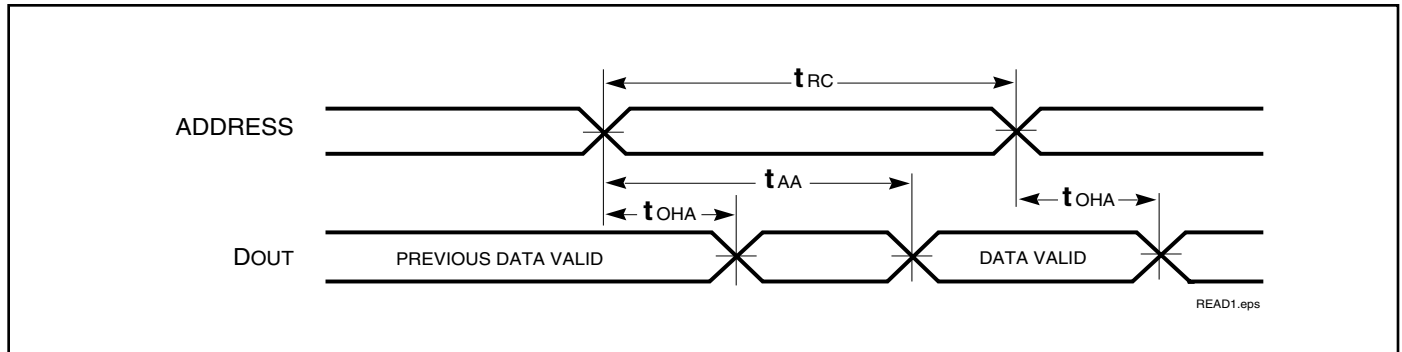 tRC
ADDRESS
tAA
tOHA
tOHA
DOUT
PREVIOUS DATA VALID
DATA VALID
READ1.eps